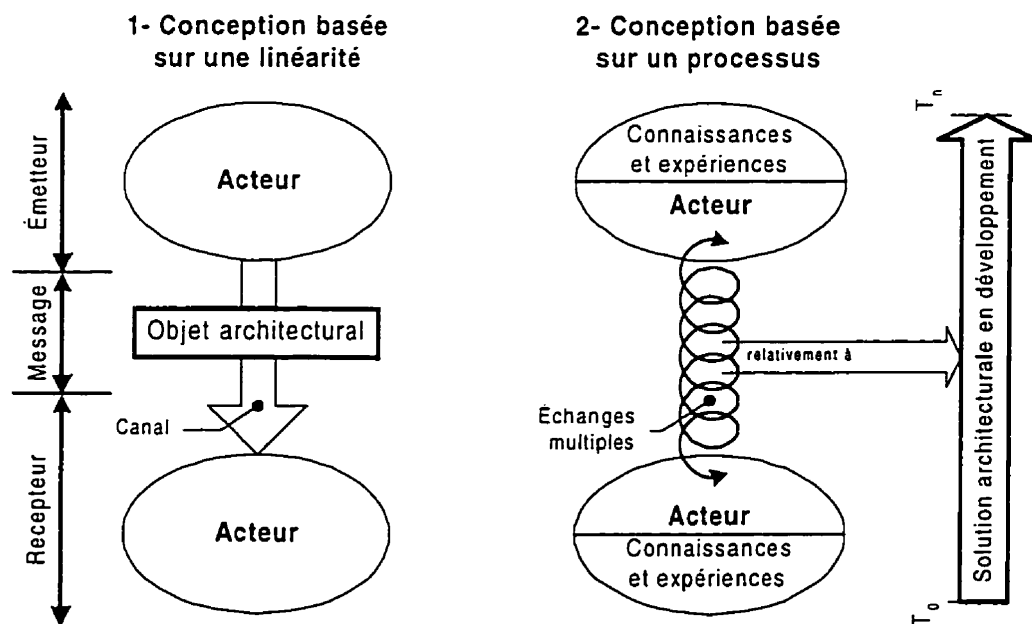 1- Conception basée
sur une linéarité
Émetteur
Message
Recepteur
Acteur
Objet architectural
Canal
Acteur
2- Conception basée
sur un processus
Connaissances
et expériences
Acteur
relativement à
Échanges
multiples
Acteur
Connaissances
et expériences
Tn
Solution architecturale en développement
T0